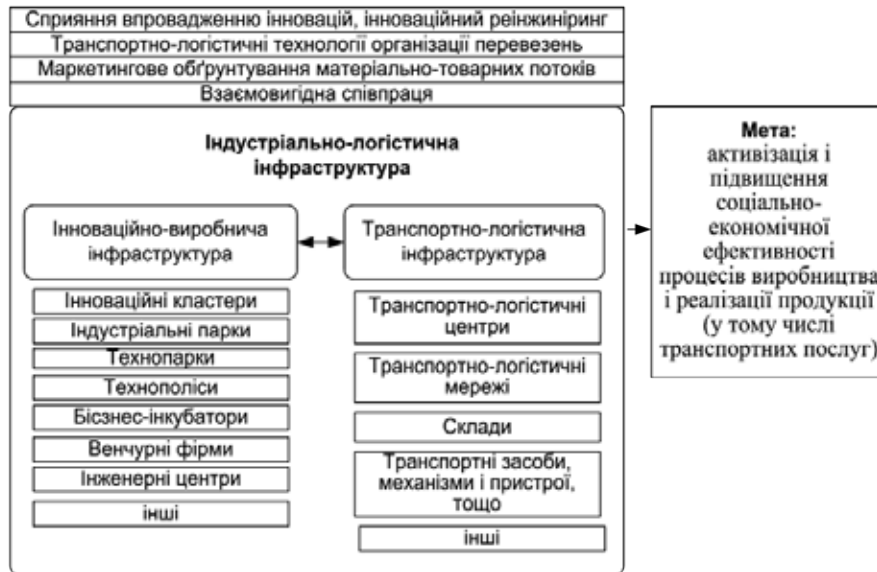 Сприяння впровадженню інновацій, інноваційний реінжиніринг
Транспортно-логістичні технології організації перевезень
Маркетингове обґрунтування матеріально-товарних потоків
Взаємовигідна співпраця
Індустріально-логістична
інфраструктура
Інноваційно-виробнича
інфраструктура
Інноваційні кластери
Індустріальні парки
Технопарки
Технополіси
Бісзнес-інкубатори
Венчурні фірми
Інженерні центри
інші
Транспортно-логістична
інфраструктура
Транспортно-логістичні
центри
Транспортно-логістичні
мережі
Склади
Транспортні засоби,
механізми і пристрої,
тощо
інші
Мета:
активізація і
підвищення
соціально-
економічної
ефективності
процесів виробництва
і реалізації продукції
(у тому числі
транспортних послуг)